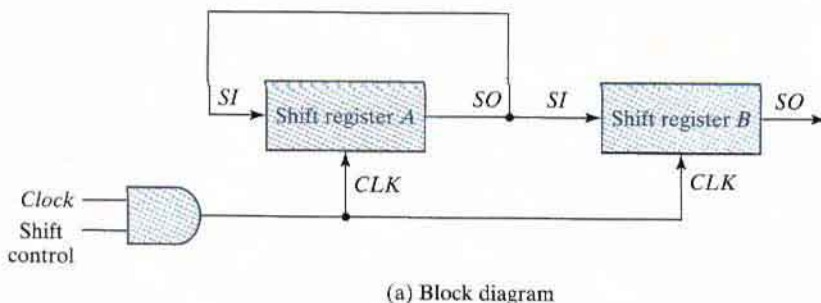 SI
Shift register A
SO
SI
Shift register B
SO
CLK
CLK
Clock
Shift
control
(a) Block diagram